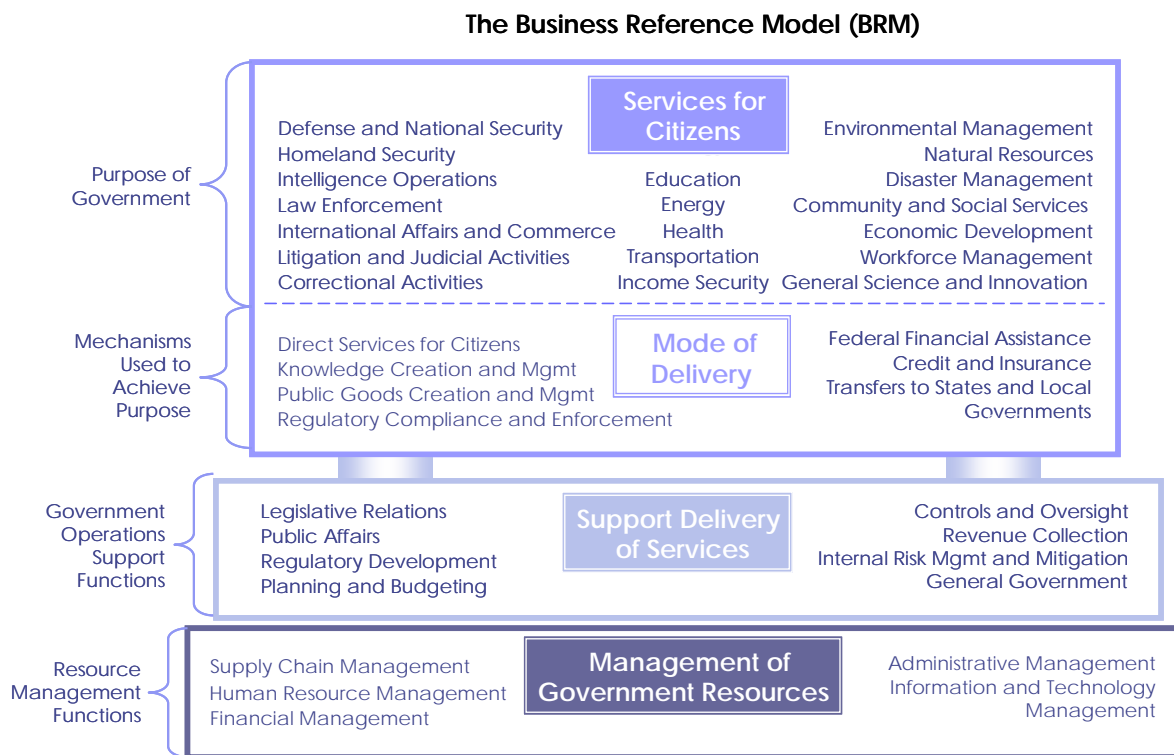 The Business Reference Model (BRM)
Purpose of
Government
Services for
Citizens
Defense and National Security
Homeland Security
Intelligence Operations
Law Enforcement
International Affairs and Commerce
Litigation and Judicial Activities
Correctional Activities
Education
Energy
Health
Transportation
Income Security
Environmental Management
Natural Resources
Disaster Management
Community and Social Services
Economic Development
Workforce Management
General Science and Innovation
Mechanisms
Used to
Achieve
Purpose
Mode of
Delivery
Direct Services for Citizens
Knowledge Creation and Mgmt
Public Goods Creation and Mgmt
Regulatory Compliance and Enforcement
Federal Financial Assistance
Credit and Insurance
Transfers to States and Local
Governments
Government
Operations
Support
Functions
Support Delivery
of Services
Legislative Relations
Public Affairs
Regulatory Development
Planning and Budgeting
Controls and Oversight
Revenue Collection
Internal Risk Mgmt and Mitigation
General Government
Resource
Management
Functions
Management of
Government Resources
Supply Chain Management
Human Resource Management
Financial Management
Administrative Management
Information and Technology
Management